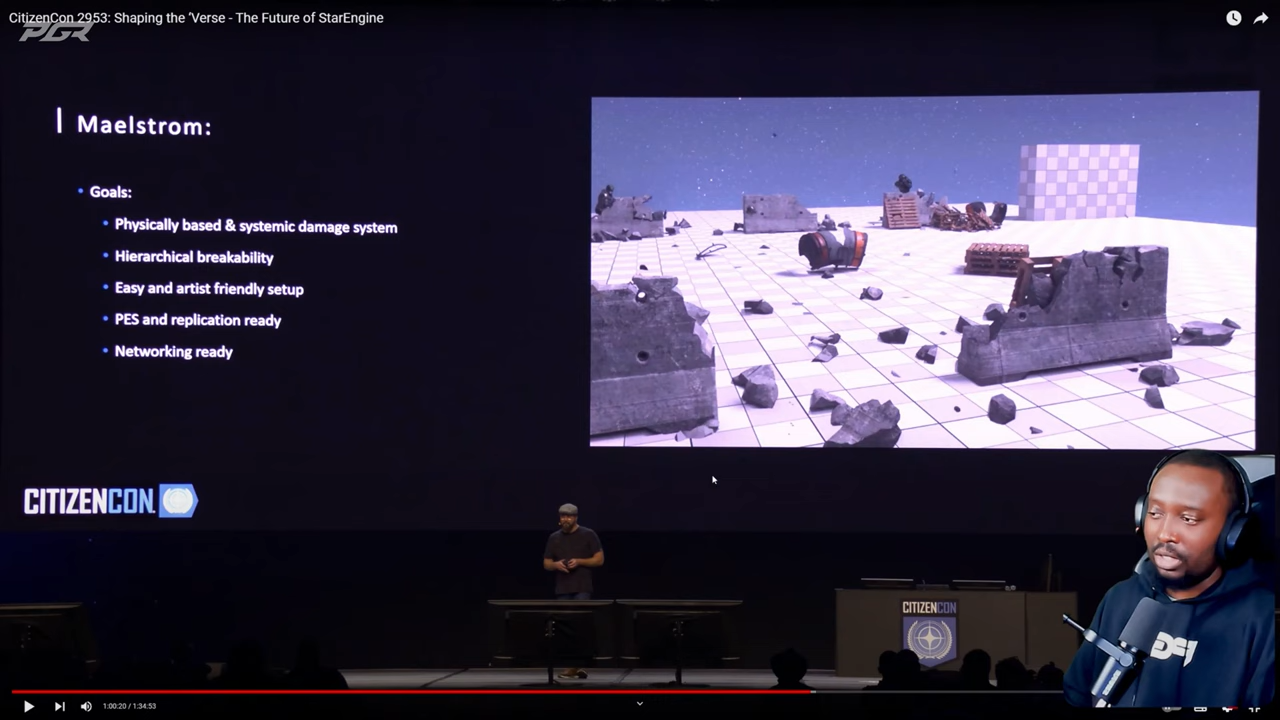 CitizenCon 2953: Shaping the 'Verse - The Future of StarEngine
PGR
Maelstrom:
Goals:
Physically based & systemic damage system
Hierarchical breakability
Easy and artist friendly setup
PES and replication ready
Networking ready
CITIZENCON
CITIZENCON
1:00:20 / 1:34:53